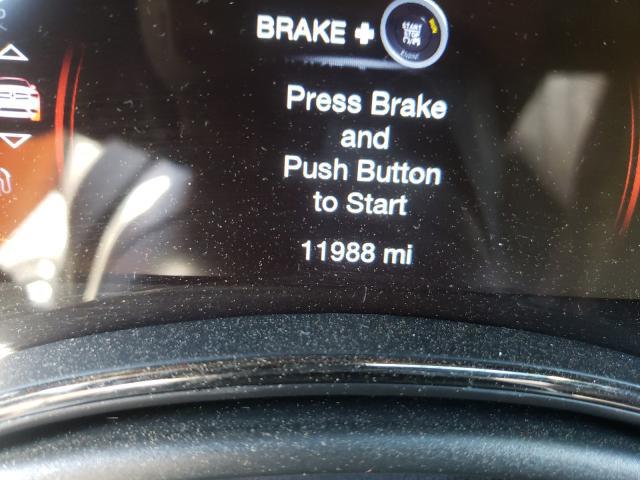 BRAKE +
START
STOP
Press Brake
and
Push Button
to Start
11988 mi